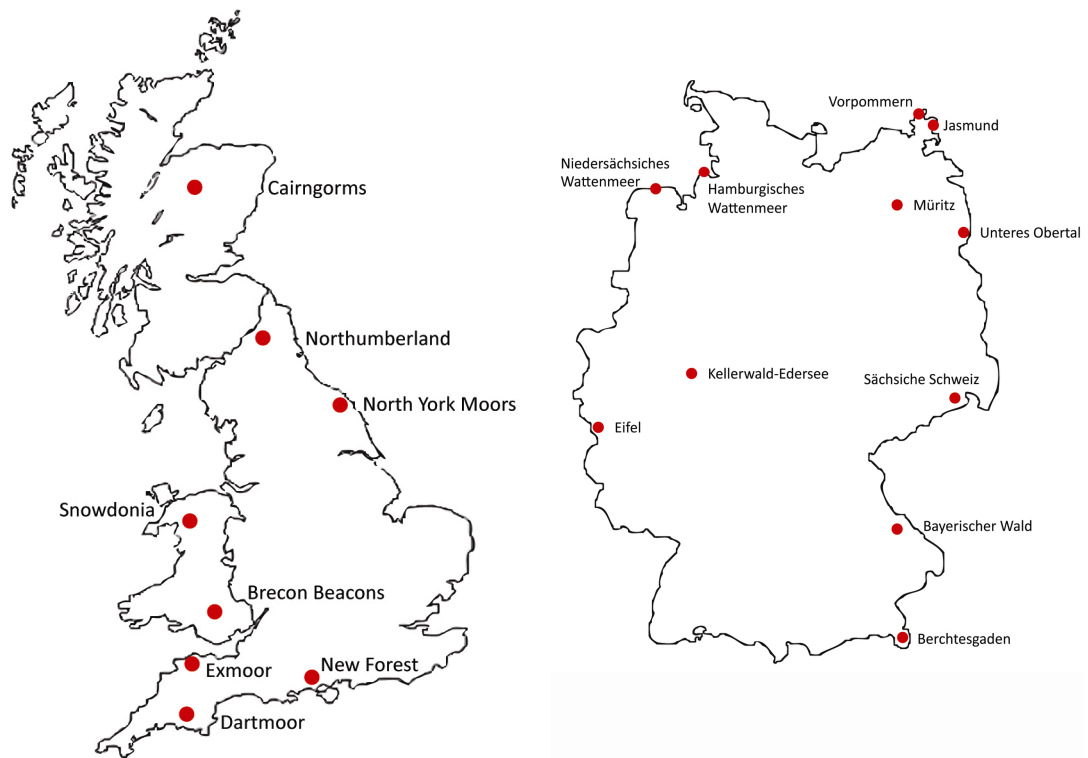 Cairngorms
Northumberland
North York Moors
Snowdonia
Brecon Beacons
Exmoor
New Forest
Dartmoor
Vorpommern
Jasmund
Niedersächsiches
Wattenmeer
Hamburgisches
Wattenmeer
Müritz
Unteres Obertal
Kellerwald-Edersee
Sächsiche Schweiz
Eifel
Bayerischer Wald
Berchtesgaden